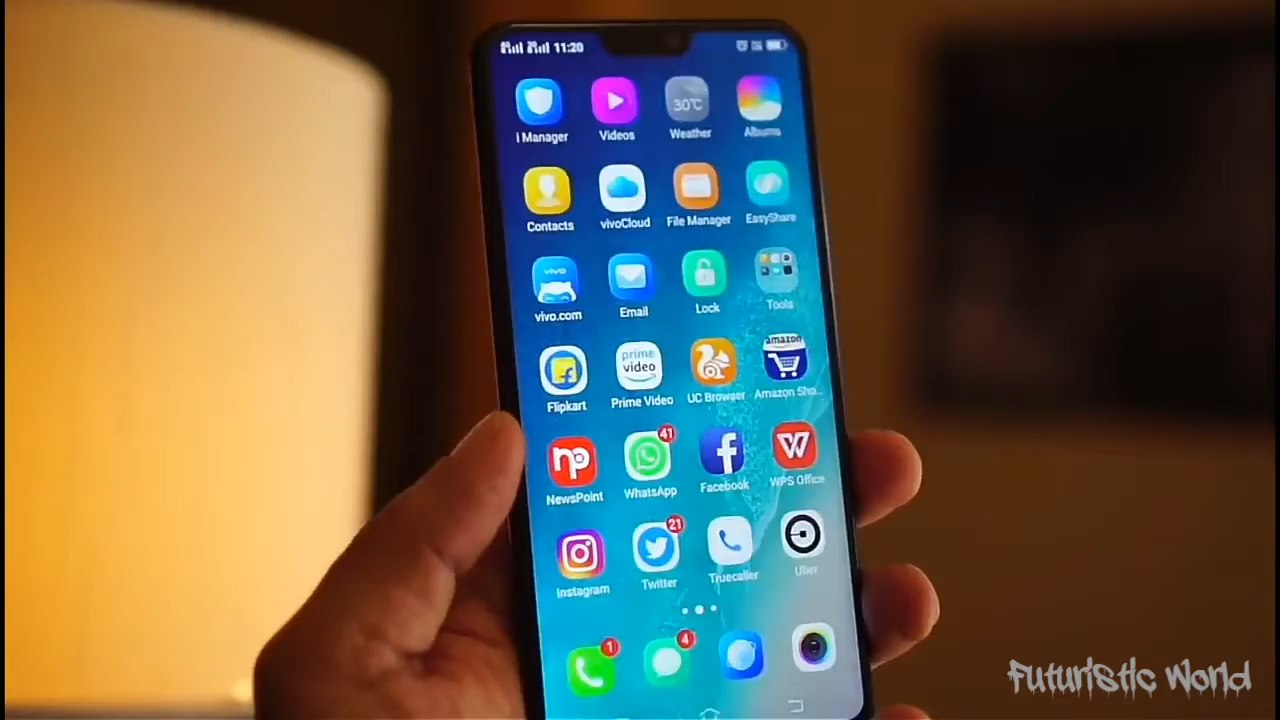 11:20
i Manager Videos Weather Albums
30°C
Contacts vivoCloud File Manager EasyShare
vivo
vivo.com Email Lock Tools
prime video
amazon
Flipkart Prime Video UC Browser Amazon Sho..
np
41
W
NewsPoint WhatsApp Facebook WPS Office
21
Instagram Twitter Truecaller Uber
1
4
Futuristic World